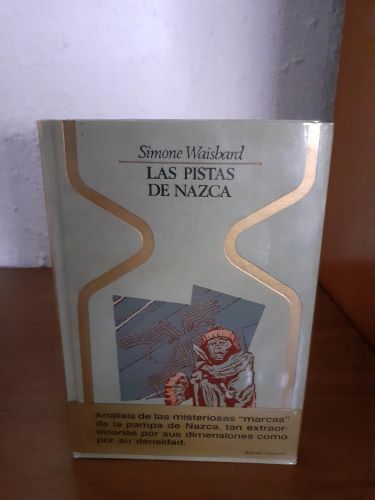 Simone Waisbard
LAS PISTAS
DE NAZCA
Análisis de las misteriosas "marcas"
de la pampa de Nazca, tan extraor-
dinarias por sus dimensiones como
por su densidad.